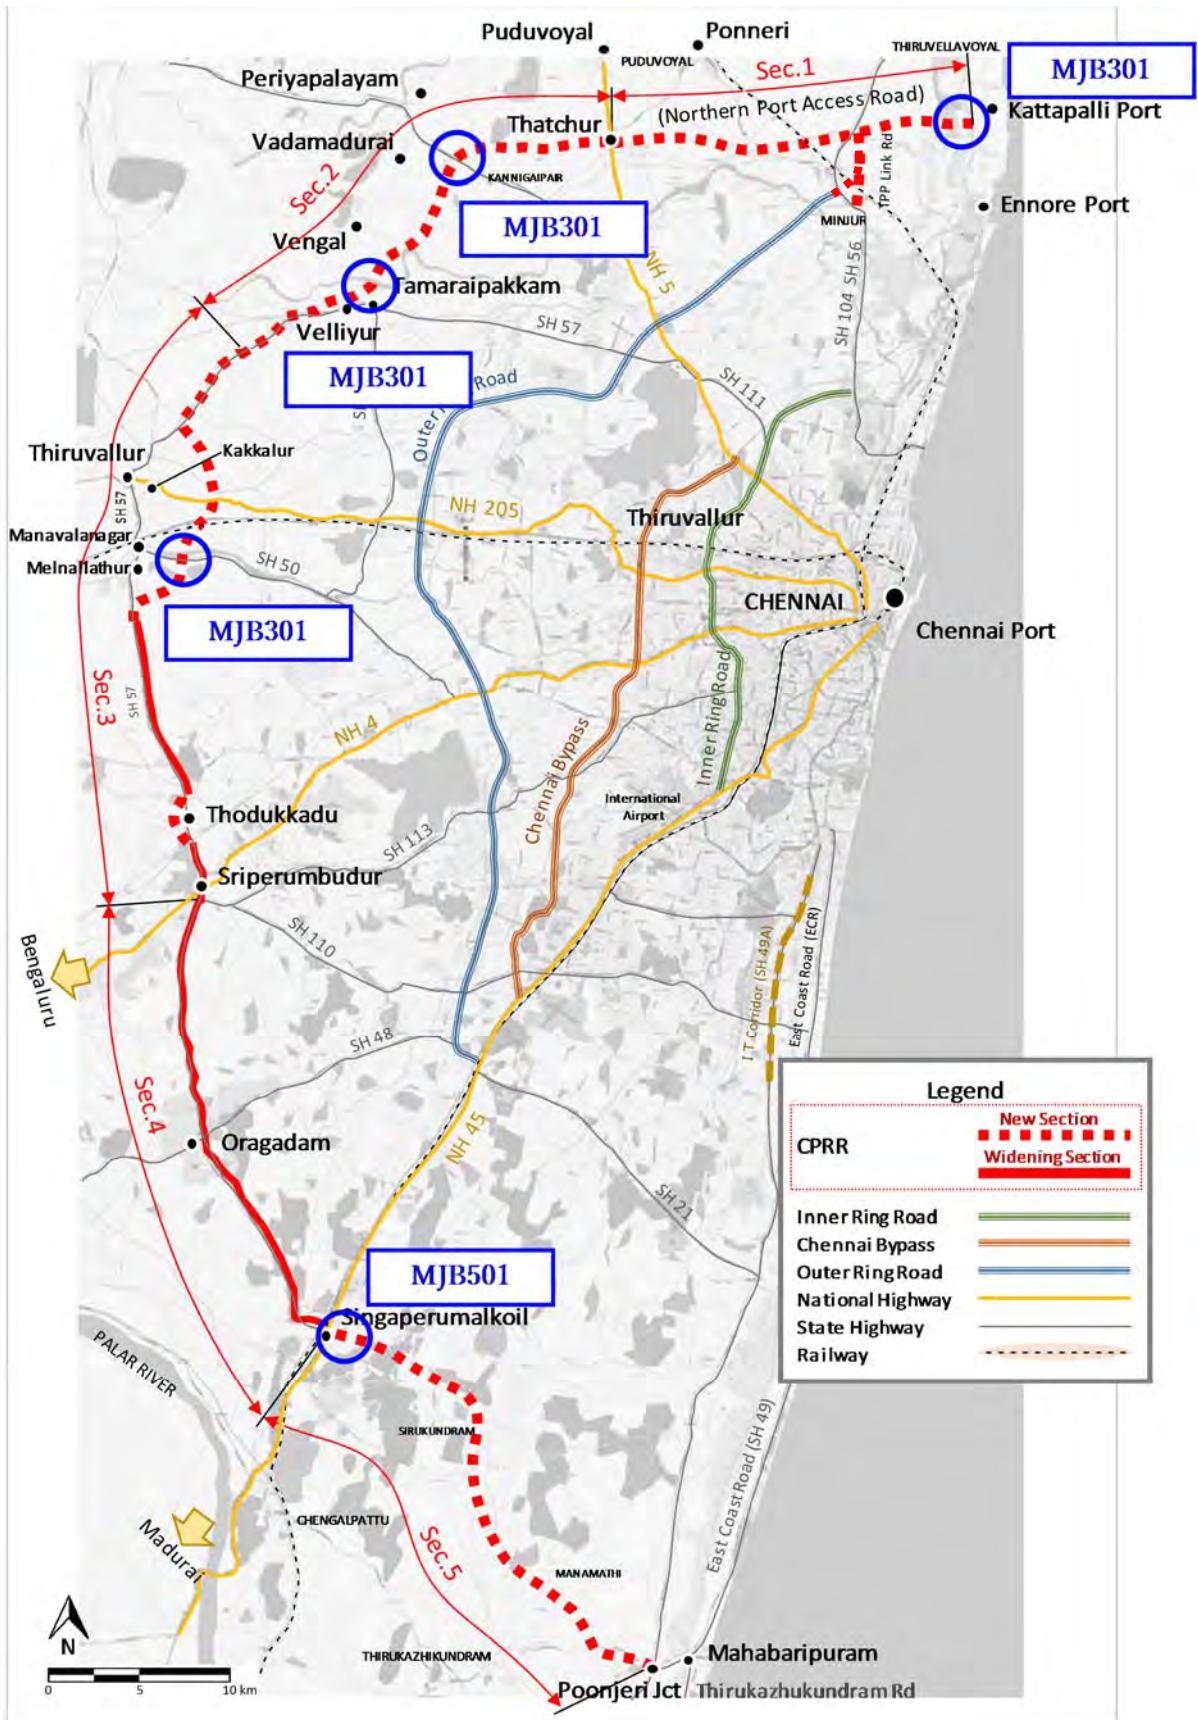 Puduvoyal
Ponneri
PUDUVOYAL
THIRUVELLAVOYAL
MJB301
Sec.1
Periyapalayam
(Northern Port Access Road)
Kattapalli Port
Thatchur
Vadamadurai
KANNIGAIPAIR
TPP Link Rd
Sec.2
MJB301
MINJUR
Ennore Port
Vengal
NH 5
SH 56
Tamaraipakkam
SH 104
Velliyur
SH 57
MJB301
Road
SH 111
Outer
Thiruvallur
Kakkalur
SH 57
NH 205
Thiruvallur
Manavalanagar
Melnallathur
SH 50
CHENNAI
MJB301
Chennai Port
Sec.3
SH 57
NH 4
Inner Ring Road
Chennai Bypass
International
Airport
Thodukkadu
SH 113
Sriperumbudur
SH 110
Bengaluru
I T Corridor (SH 49A)
East Coast Road (ECR)
SH 48
Sec.4
Oragadam
NH 45
SH 21
Legend
New Section
CPRR
Widening Section
Inner Ring Road
Chennai Bypass
Outer Ring Road
National Highway
State Highway
Railway
MJB501
Singaperumalkoil
PALAR RIVER
SIRUKUNDRAM
East Coast Road (SH 49)
CHENGALPATTU
Sec.5
Madurai
MANAMATHI
N
THIRUKAZHIKUNDRAM
Mahabaripuram
Poonjeri Jct
Thirukazhukundram Rd
0 5 10 km